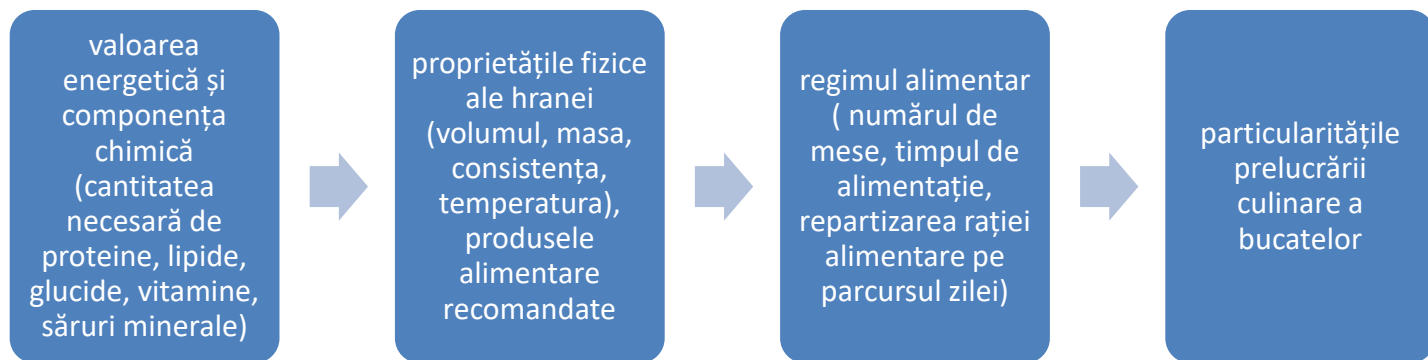 valoarea
energetică și
componența
chimică
(cantitatea
necesară de
proteine, lipide,
glucide, vitamine,
săruri minerale)
proprietățile fizice
ale hranei
(volumul, masa,
consistența,
temperatura),
produsele
alimentare
recomandate
regimul alimentar
( numărul de
mese, timpul de
alimentație,
repartizarea rației
alimentare pe
parcursul zilei)
particularitățile
prelucrării
culinare a
bucatelor